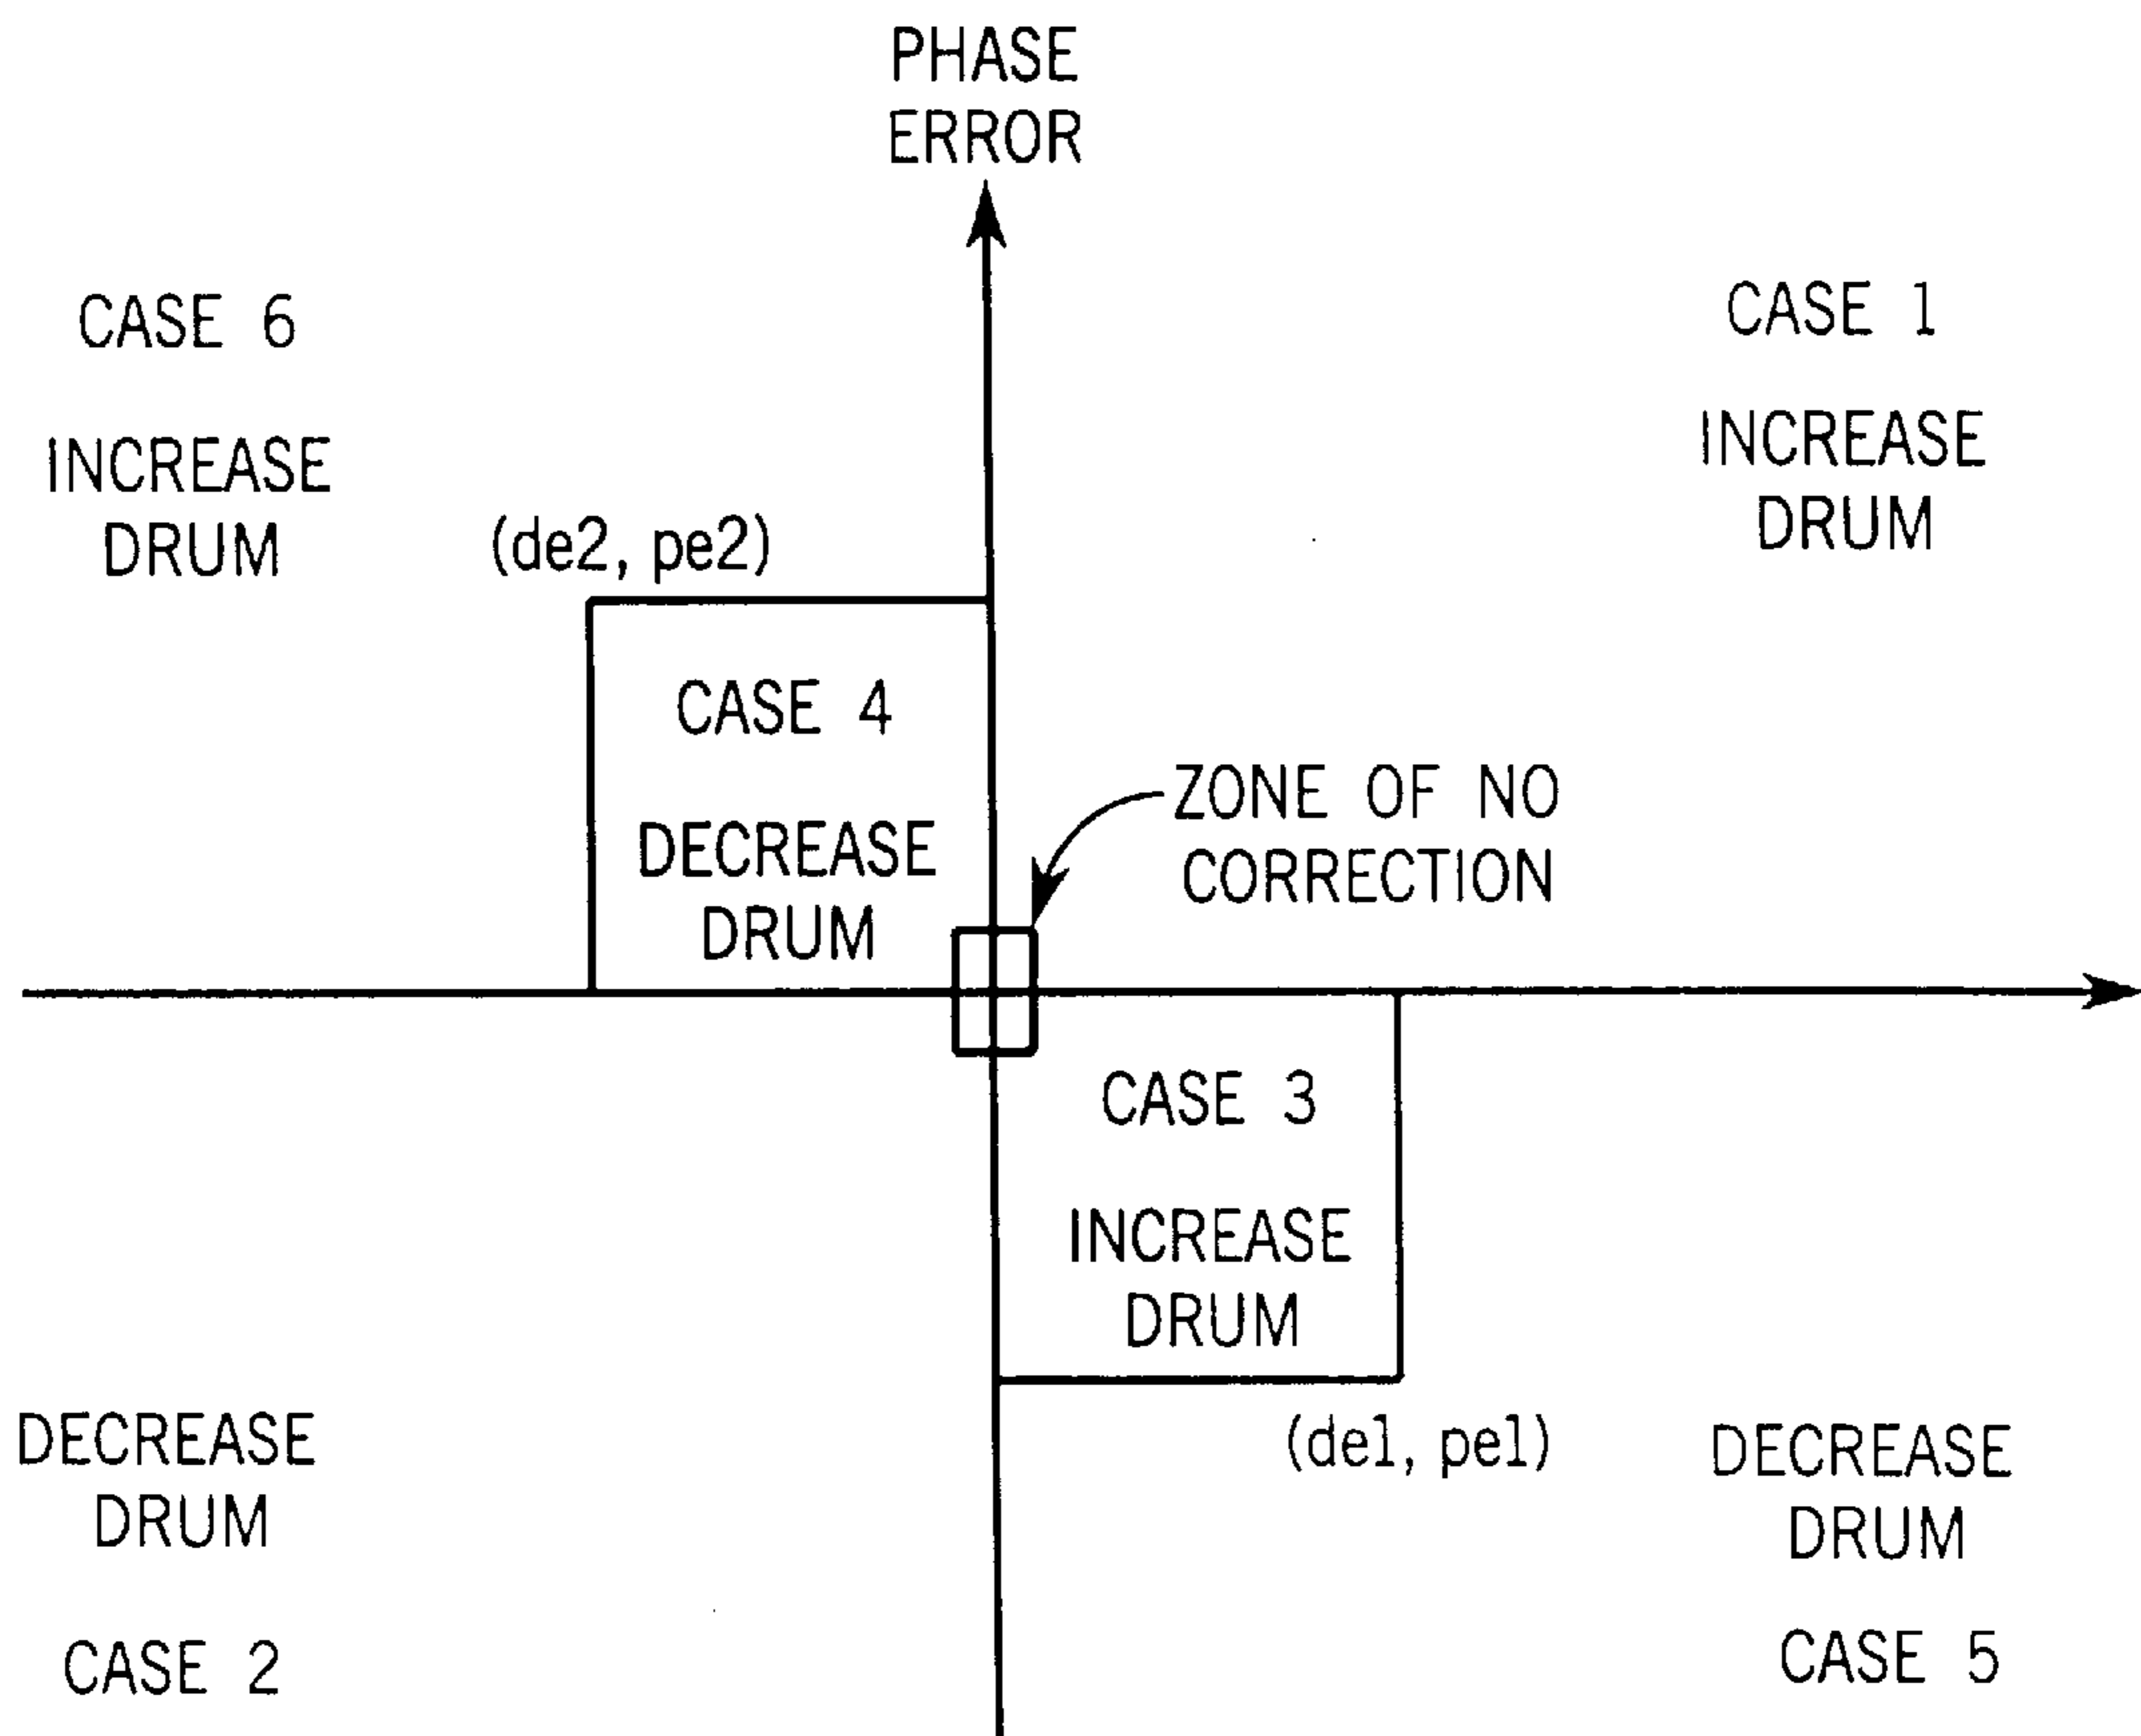 PHASE
ERROR
CASE 6
INCREASE
DRUM
CASE 1
INCREASE
DRUM
(de2, pe2)
CASE 4
DECREASE
DRUM
ZONE OF NO
CORRECTION
CASE 3
INCREASE
DRUM
(de1, pe1)
DECREASE
DRUM
CASE 2
DECREASE
DRUM
CASE 5